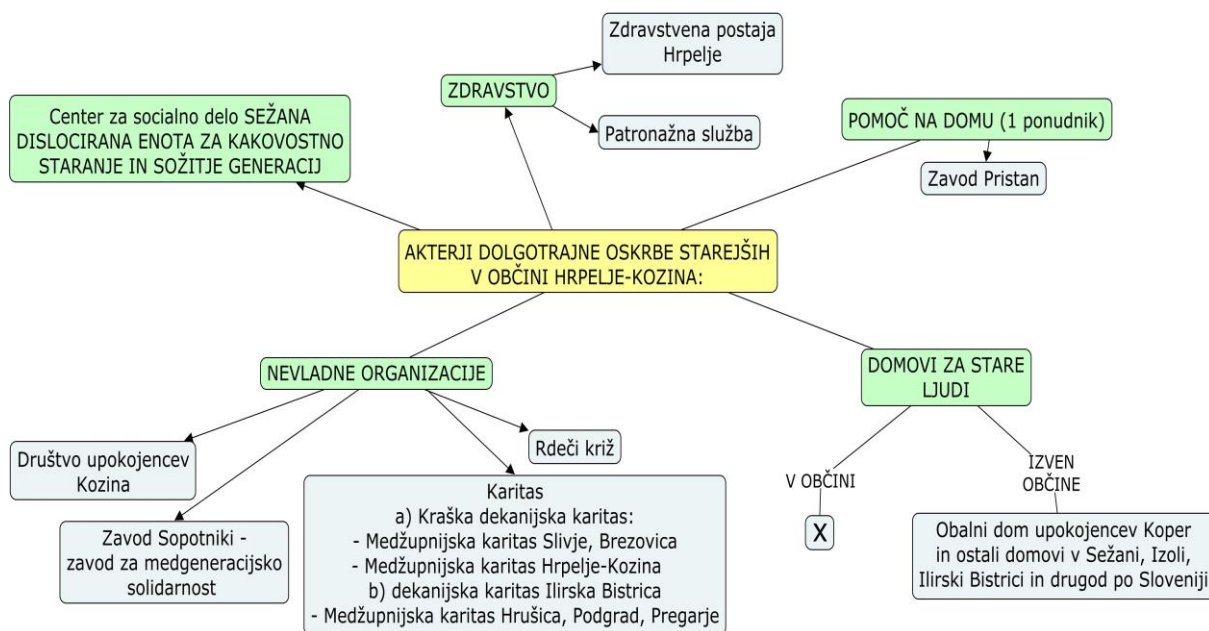 Zdravstvena postaja
Hrpelje
ZDRAVSTVO
Patronažna služba
Center za socialno delo SEŽANA
DISLOCIRANA ENOTA ZA KAKOVOSTNO
STARANJE IN SOŽITJE GENERACIJ
POMOČ NA DOMU (1 ponudnik)
Zavod Pristan
AKTERJI DOLGOTRAJNE OSKRBE STAREJŠIH
V OBČINI HRPELJE-KOZINA:
NEVLADNE ORGANIZACIJE
Društvo upokojencev
Kozina
Zavod Sopotniki -
zavod za medgeneracijsko
solidarnost
Karitas
a) Kraška dekanijska karitas:
- Medžupnijska karitas Slivje, Brezovica
- Medžupnijska karitas Hrpelje-Kozina
b) dekanijska karitas Ilirska Bistrica
- Medžupnijska karitas Hrušica, Podgrad, Pregarje
Rdeči križ
DOMOVI ZA STARE
LJUDI
V OBČINI
X
IZVEN
OBČINE
Obalni dom upokojencev Koper
in ostali domovi v Sežani, Izoli,
Ilirski Bistrici in drugod po Sloveniji